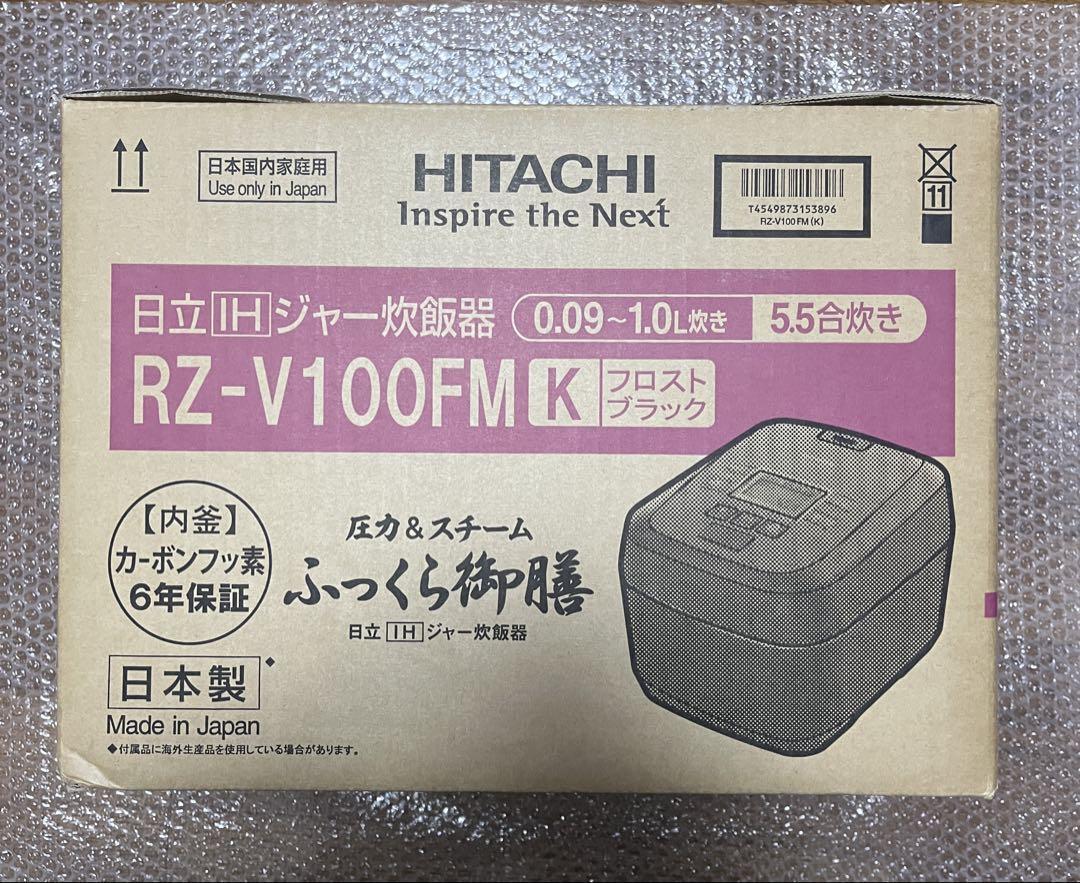 日本国内家庭用
Use only in Japan
HITACHI
Inspire the Next
T4549873153896
RZ-V100FM(K)
11
日立IHジャー炊飯器
0.09～1.0L炊き
5.5合炊き
RZ-V100FM
K
フロスト
ブラック
【内釜】
カーボンフッ素
6年保証
圧力&スチーム
ふっくら御膳
日立IHジャー炊飯器
日本製◆
Made in Japan
◆付属品に海外生産品を使用している場合があります。